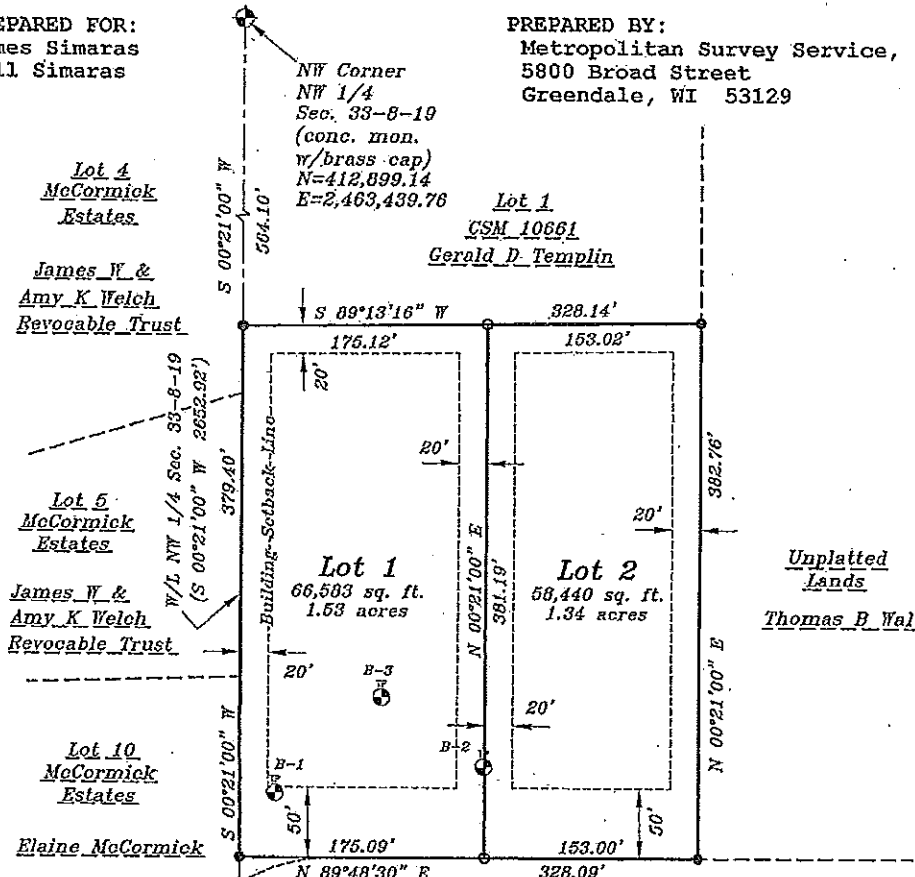 EPARED FOR:
mes Simaras
ll Simaras
PREPARED BY:
Metropolitan Survey Service,
5800 Broad Street
Greendale, WI 53129
NW Corner
NW 1/4
Sec. 33-8-19
(conc. mon.
w/brass cap)
N=412,899.14
E=2,463,439.76
Lot 4
McCormick
Estates
James W &
Amy K Welch
Revocable Trust
S 00°21'00" W
564.10'
Lot 1
CSM 10661
Gerald D Templin
S 89°13'16" W
328.14'
175.12'
153.02'
20'
W/L NW 1/4 Sec. 33-8-19
(S 00°21'00" W 2652.92')
379.40'
Building Setback Line
20'
N 00°21'00" E
381.19'
20'
382.76'
Lot 5
McCormick
Estates
James W &
Amy K Welch
Revocable Trust
Lot 1
66,583 sq. ft.
1.53 acres
Lot 2
58,440 sq. ft.
1.34 acres
Unplatted
Lands
Thomas B Wal
20'
B-3
20'
N 00°21'00" E
B-2
B-1
Lot 10
McCormick
Estates
Elaine McCormick
S 00°21'00" W
50'
50'
175.09'
153.00'
N 89°48'30" E
328.09'